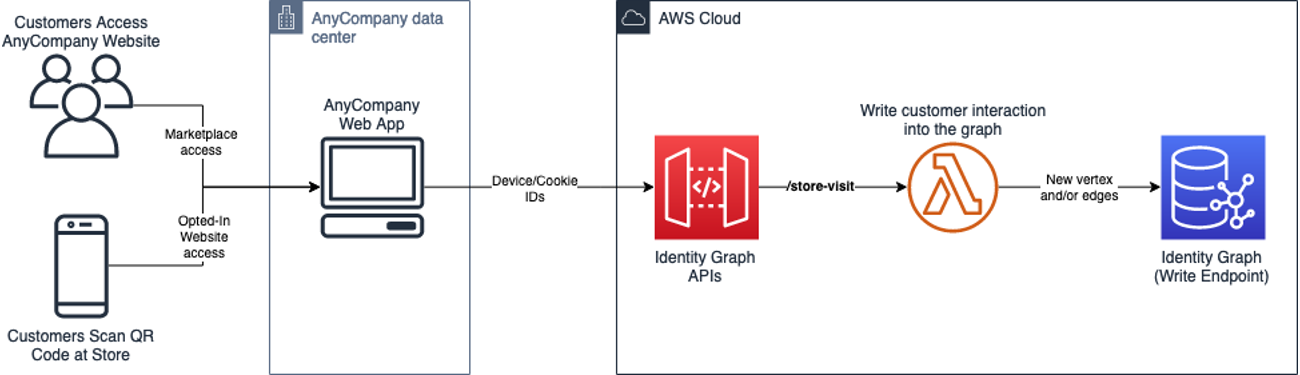 Customers Access
AnyCompany Website
Marketplace
access
Opted-In
Website
access
Customers Scan QR
Code at Store
AnyCompany data
center
AnyCompany
Web App
Device/Cookie
IDs
AWS Cloud
</>
Identity Graph
APIs
/store-visit
Write customer interaction
into the graph
New vertex
and/or edges
Identity Graph
(Write Endpoint)